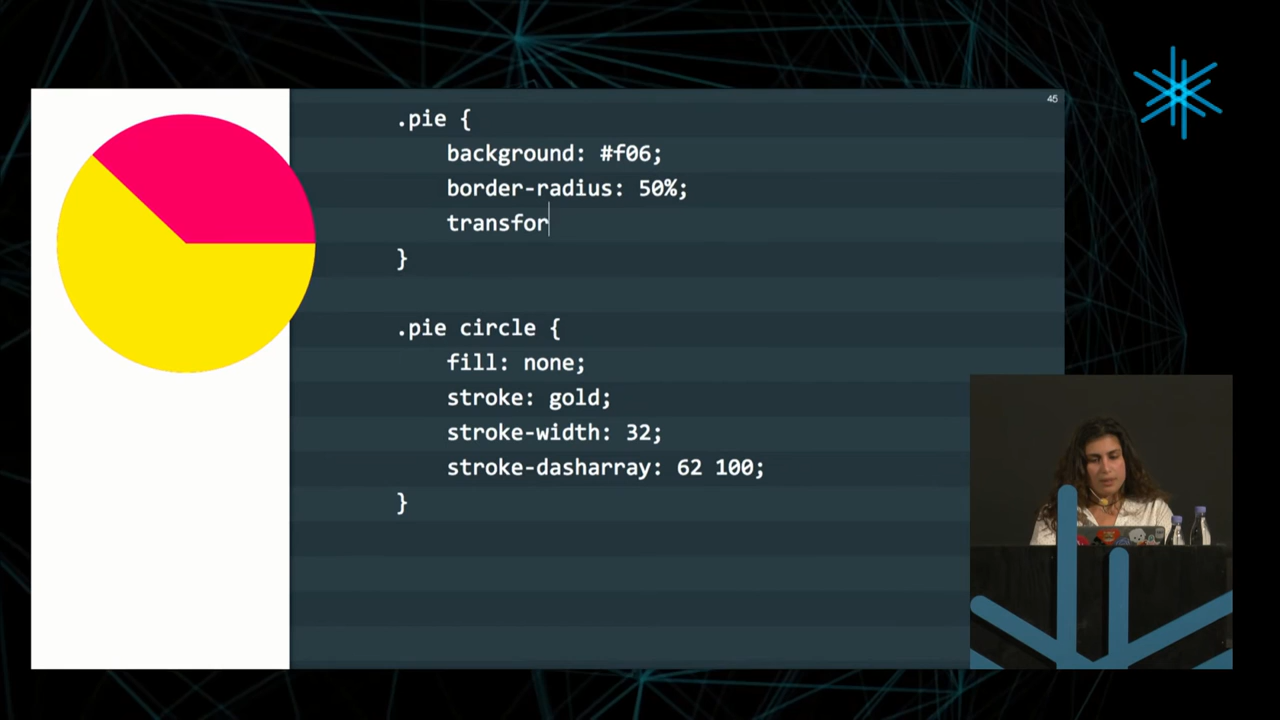 45
.pie {
background: #f06;
border-radius: 50%;
transfor
}
.pie circle {
fill: none;
stroke: gold;
stroke-width: 32;
stroke-dasharray: 62 100;
}